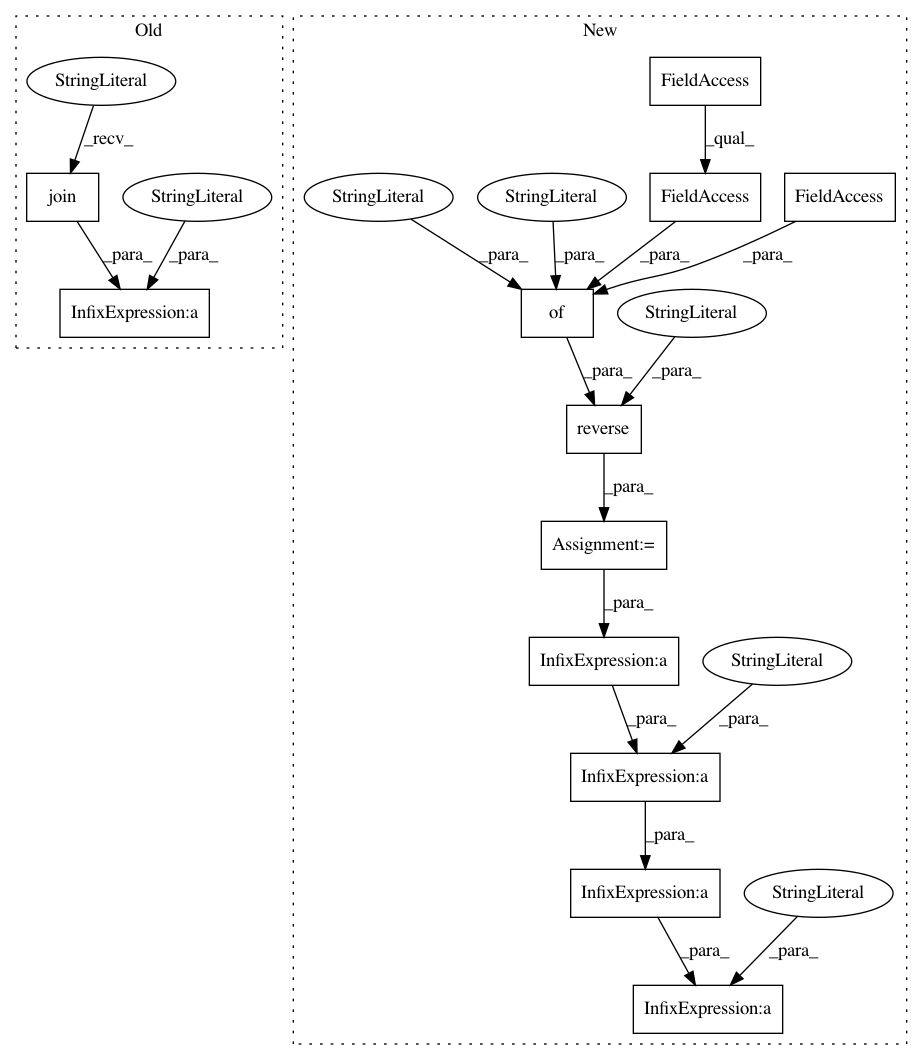 Old
New
StringLiteral
FieldAccess
_recv_
_qual_
join
StringLiteral
StringLiteral
StringLiteral
FieldAccess
FieldAccess
_para_
_para_
_para_
_para_
_para_
_para_
InfixExpression:a
of
StringLiteral
_para_
_para_
reverse
_para_
Assignment:=
_para_
InfixExpression:a
StringLiteral
_para_
_para_
InfixExpression:a
_para_
InfixExpression:a
StringLiteral
_para_
_para_
InfixExpression:a